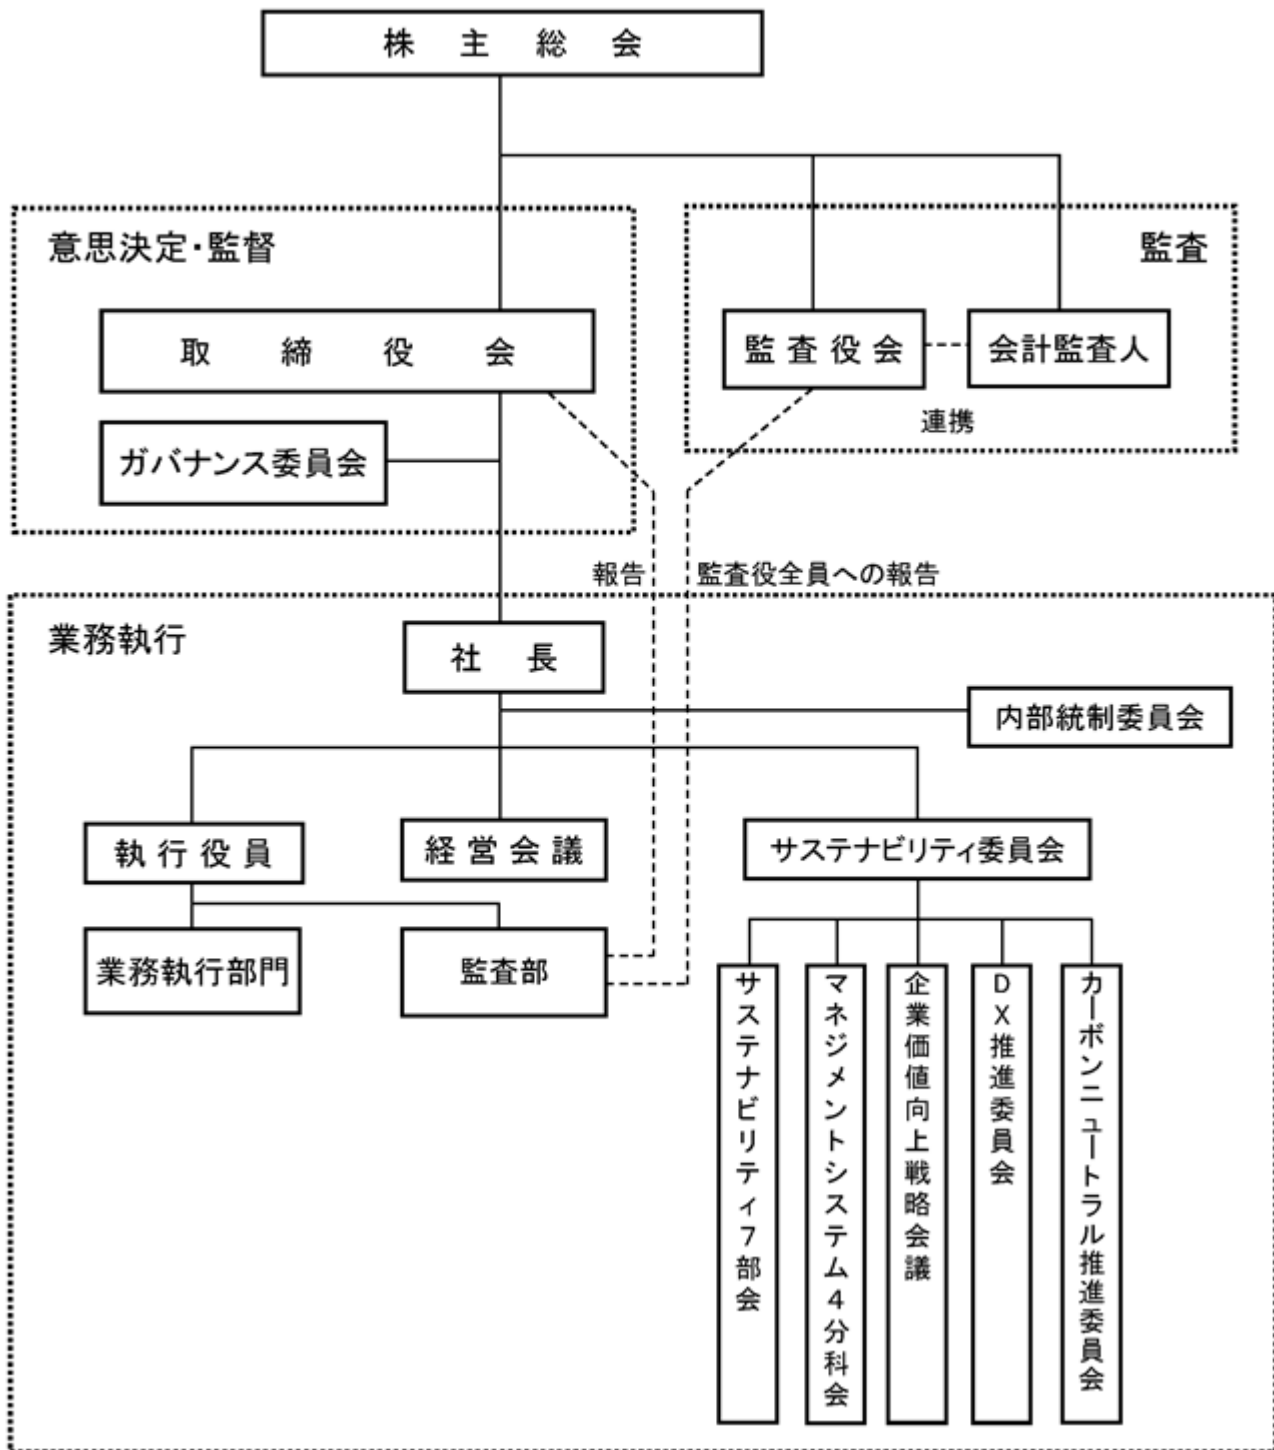 株主総会
意思決定・監督
監査
取締役会
監査役会
会計監査人
連携
ガバナンス委員会
報告
監査役全員への報告
業務執行
社長
内部統制委員会
執行役員
経営会議
サステナビリティ委員会
業務執行部門
監査部
サステナビリティ7部会
マネジメントシステム4分科会
企業価値向上戦略会議
DX推進委員会
カーボンニュートラル推進委員会